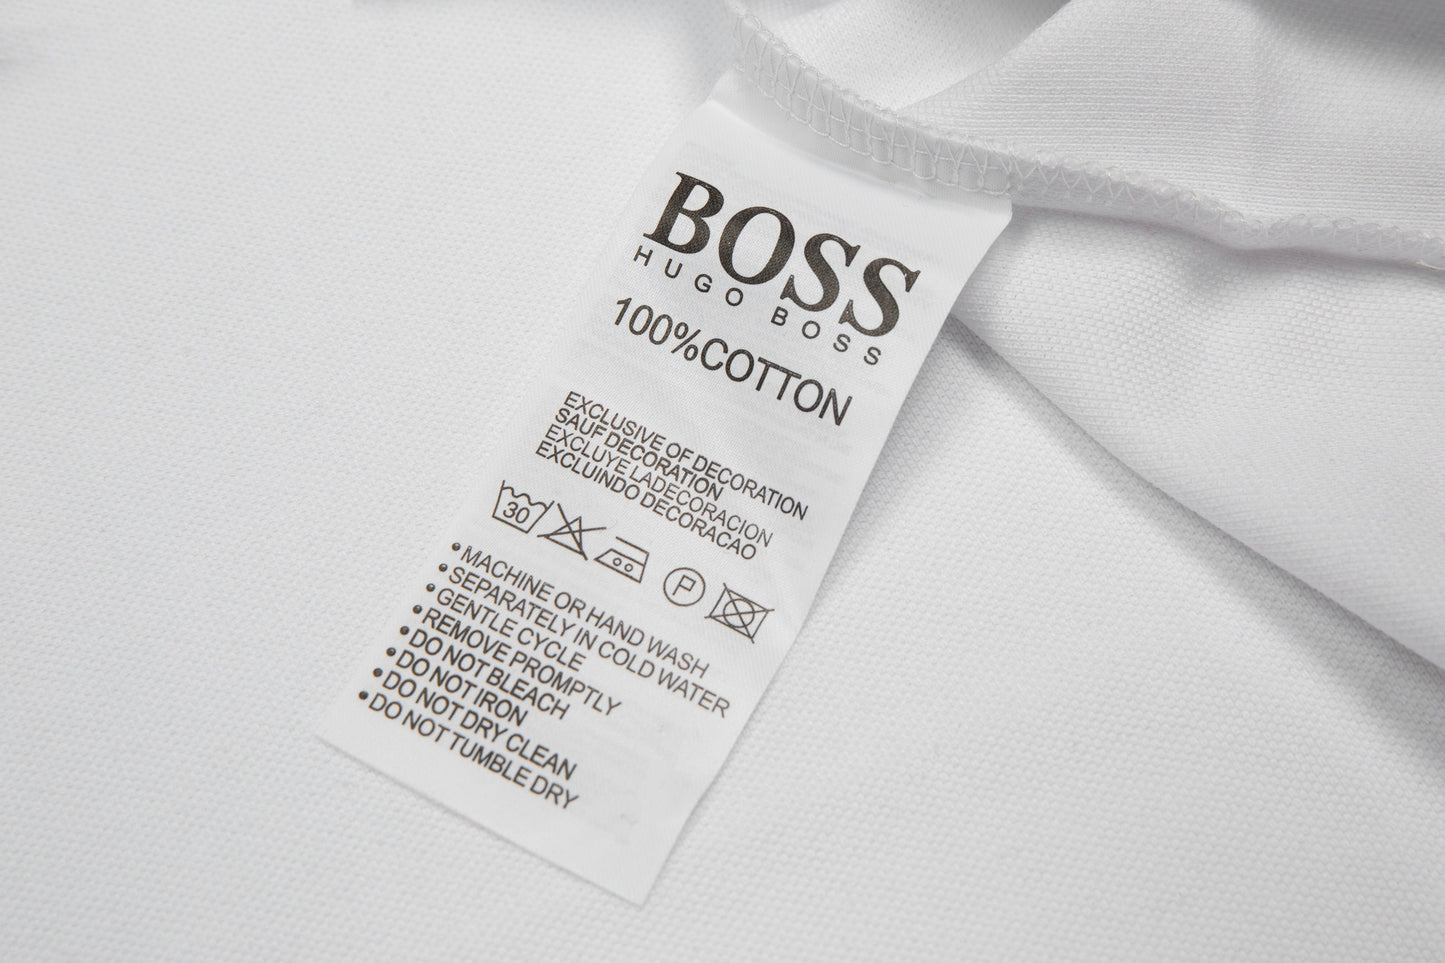 BOSS
HUGO BOSS
100%COTTON
EXCLUSIVE OF DECORATION
SAUF DECORATION
EXCLUYE LADECORACION
EXCLUINDO DECORACAO
30
P
•MACHINE OR HAND WASH
•SEPARATELY IN COLD WATER
•GENTLE CYCLE
•REMOVE PROMPTLY
•DO NOT BLEACH
•DO NOT IRON
•DO NOT DRY CLEAN
•DO NOT TUMBLE DRY